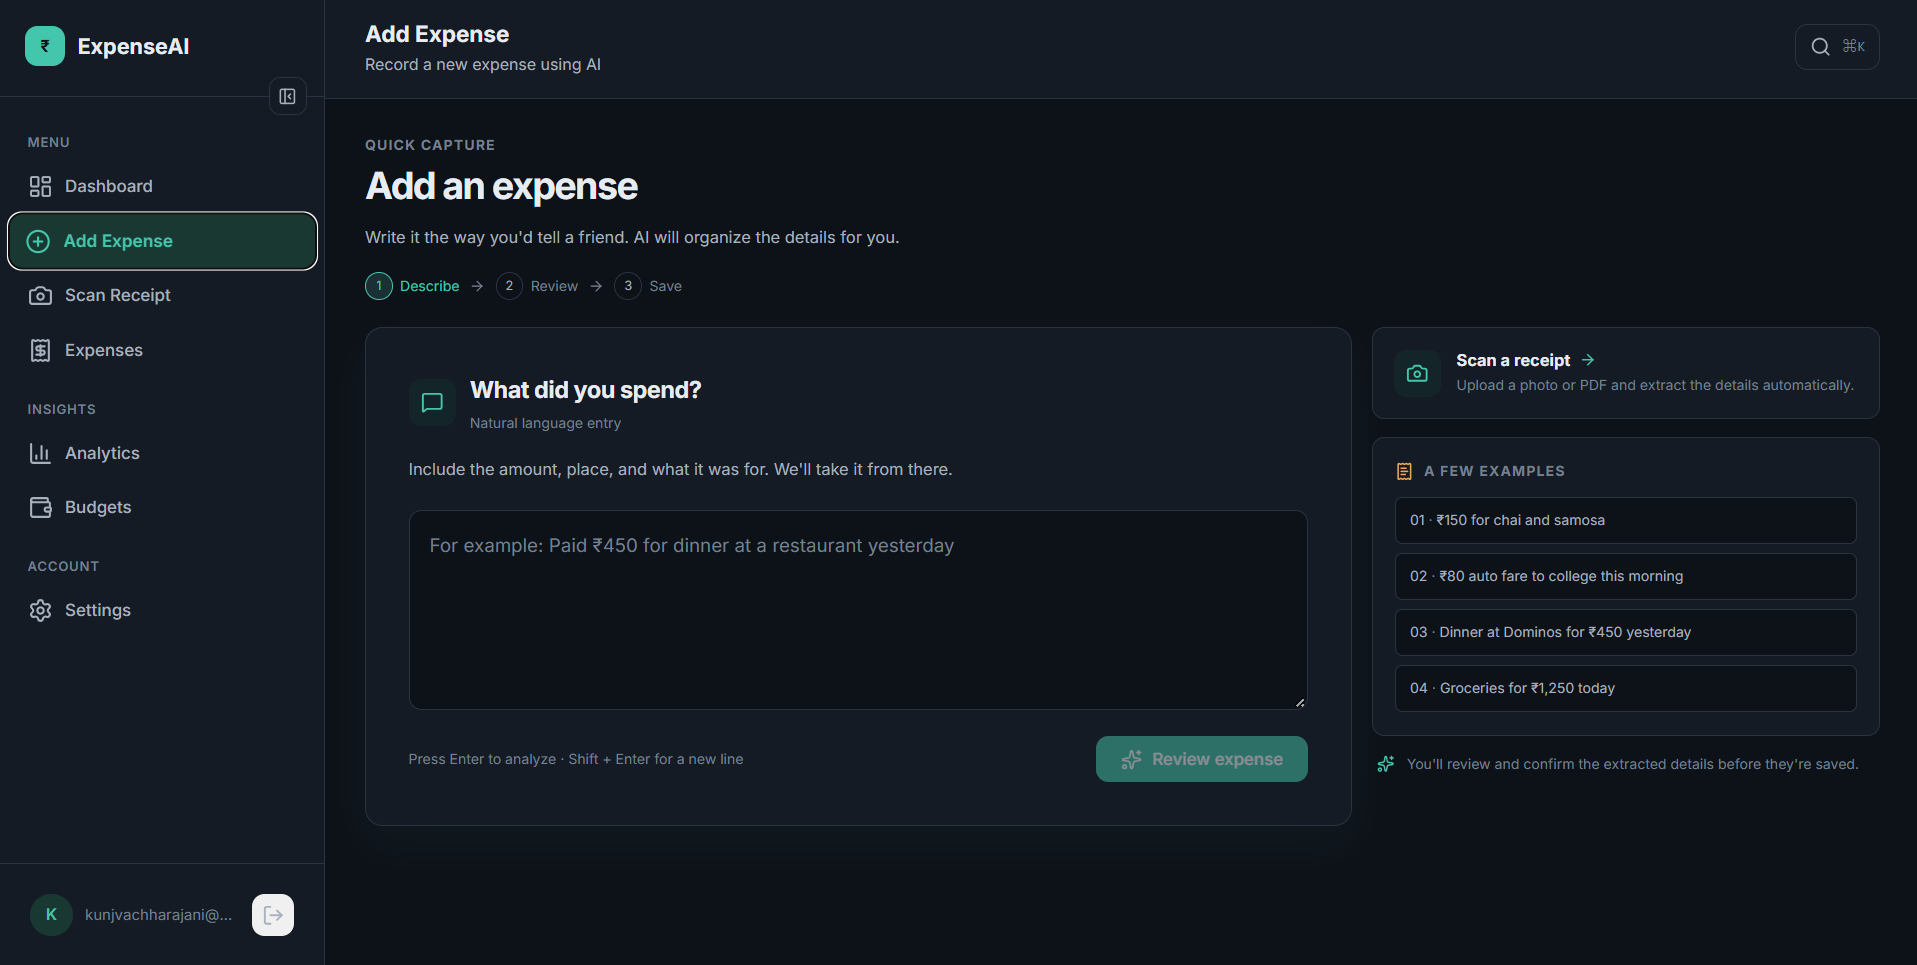 ₹ ExpenseAI
MENU
Dashboard
Add Expense
Scan Receipt
Expenses
INSIGHTS
Analytics
Budgets
ACCOUNT
Settings
K kunjvachharajani@...
Add Expense
Record a new expense using AI
⌘K
QUICK CAPTURE
Add an expense
Write it the way you'd tell a friend. AI will organize the details for you.
1 Describe → 2 Review → 3 Save
What did you spend?
Natural language entry
Include the amount, place, and what it was for. We'll take it from there.
For example: Paid ₹450 for dinner at a restaurant yesterday
Press Enter to analyze · Shift + Enter for a new line
Review expense
Scan a receipt →
Upload a photo or PDF and extract the details automatically.
A FEW EXAMPLES
01 · ₹150 for chai and samosa
02 · ₹80 auto fare to college this morning
03 · Dinner at Dominos for ₹450 yesterday
04 · Groceries for ₹1,250 today
You'll review and confirm the extracted details before they're saved.